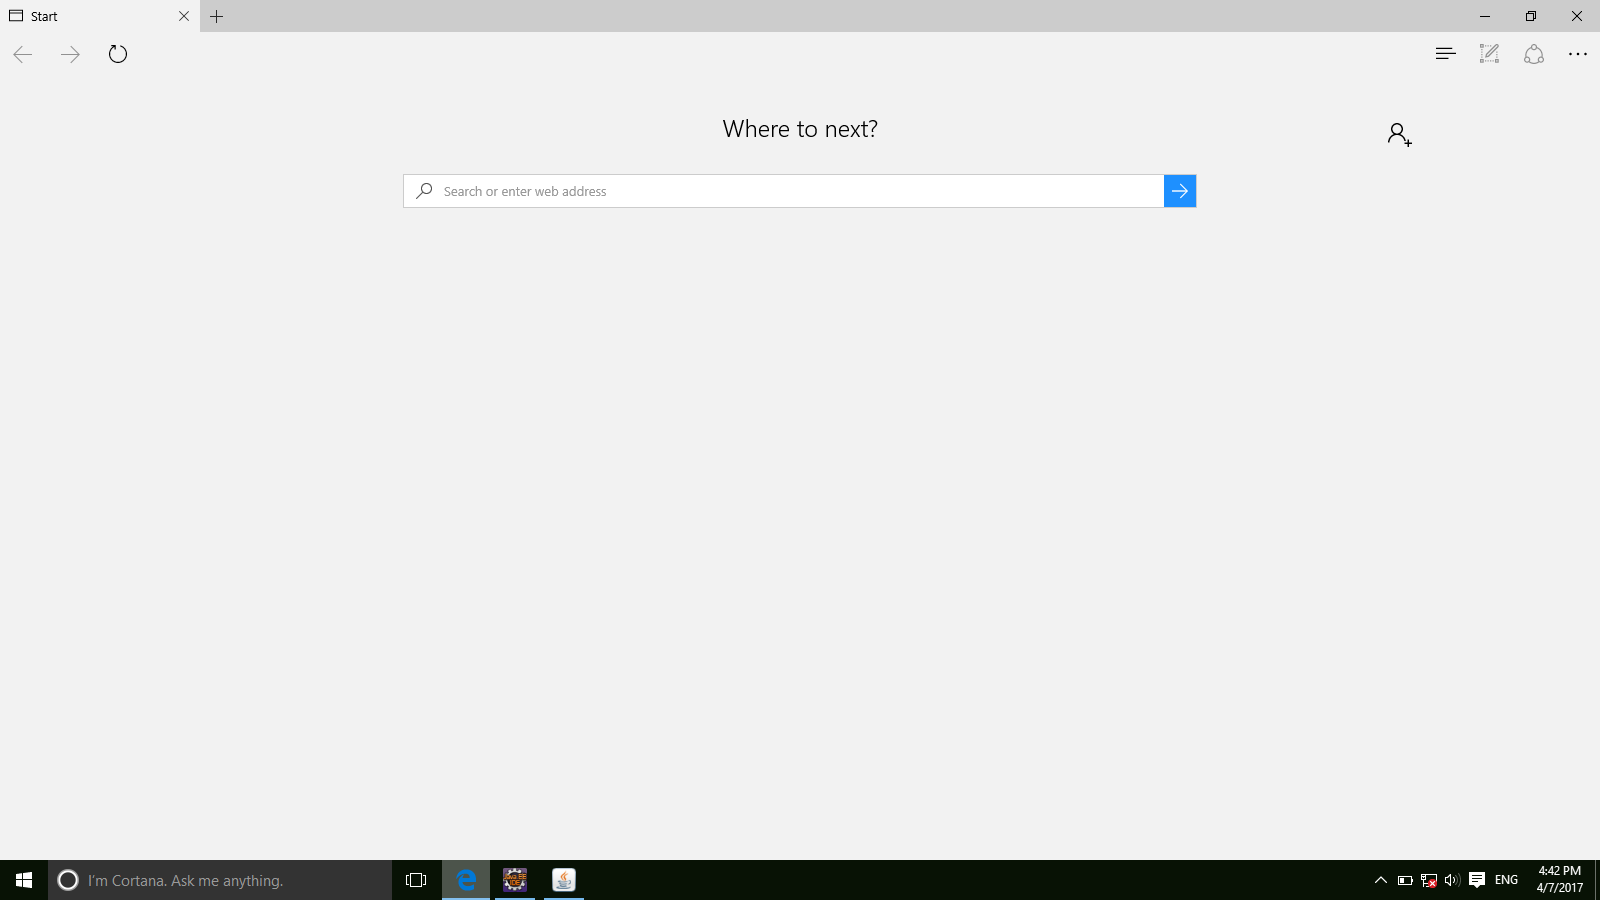 Start
Where to next?
Search or enter web address
I'm Cortana. Ask me anything.
ENG
4:42 PM
4/7/2017